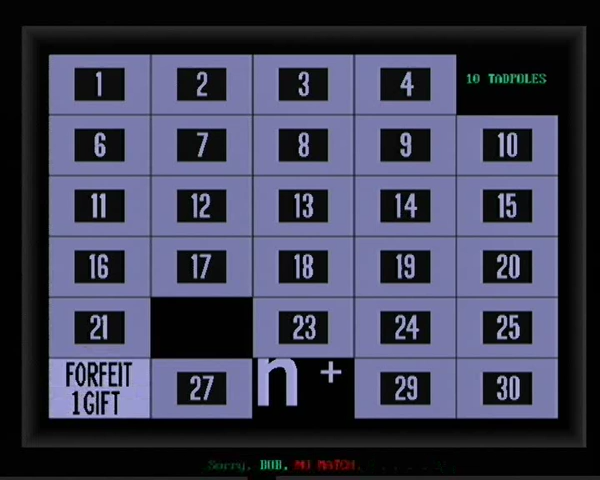 1 2 3 4 10 TADPOLES
6 7 8 9 10
11 12 13 14 15
16 17 18 19 20
21 23 24 25
FORFEIT
1 GIFT
27 n + 29 30
Sorry, BOB, NO MATCH